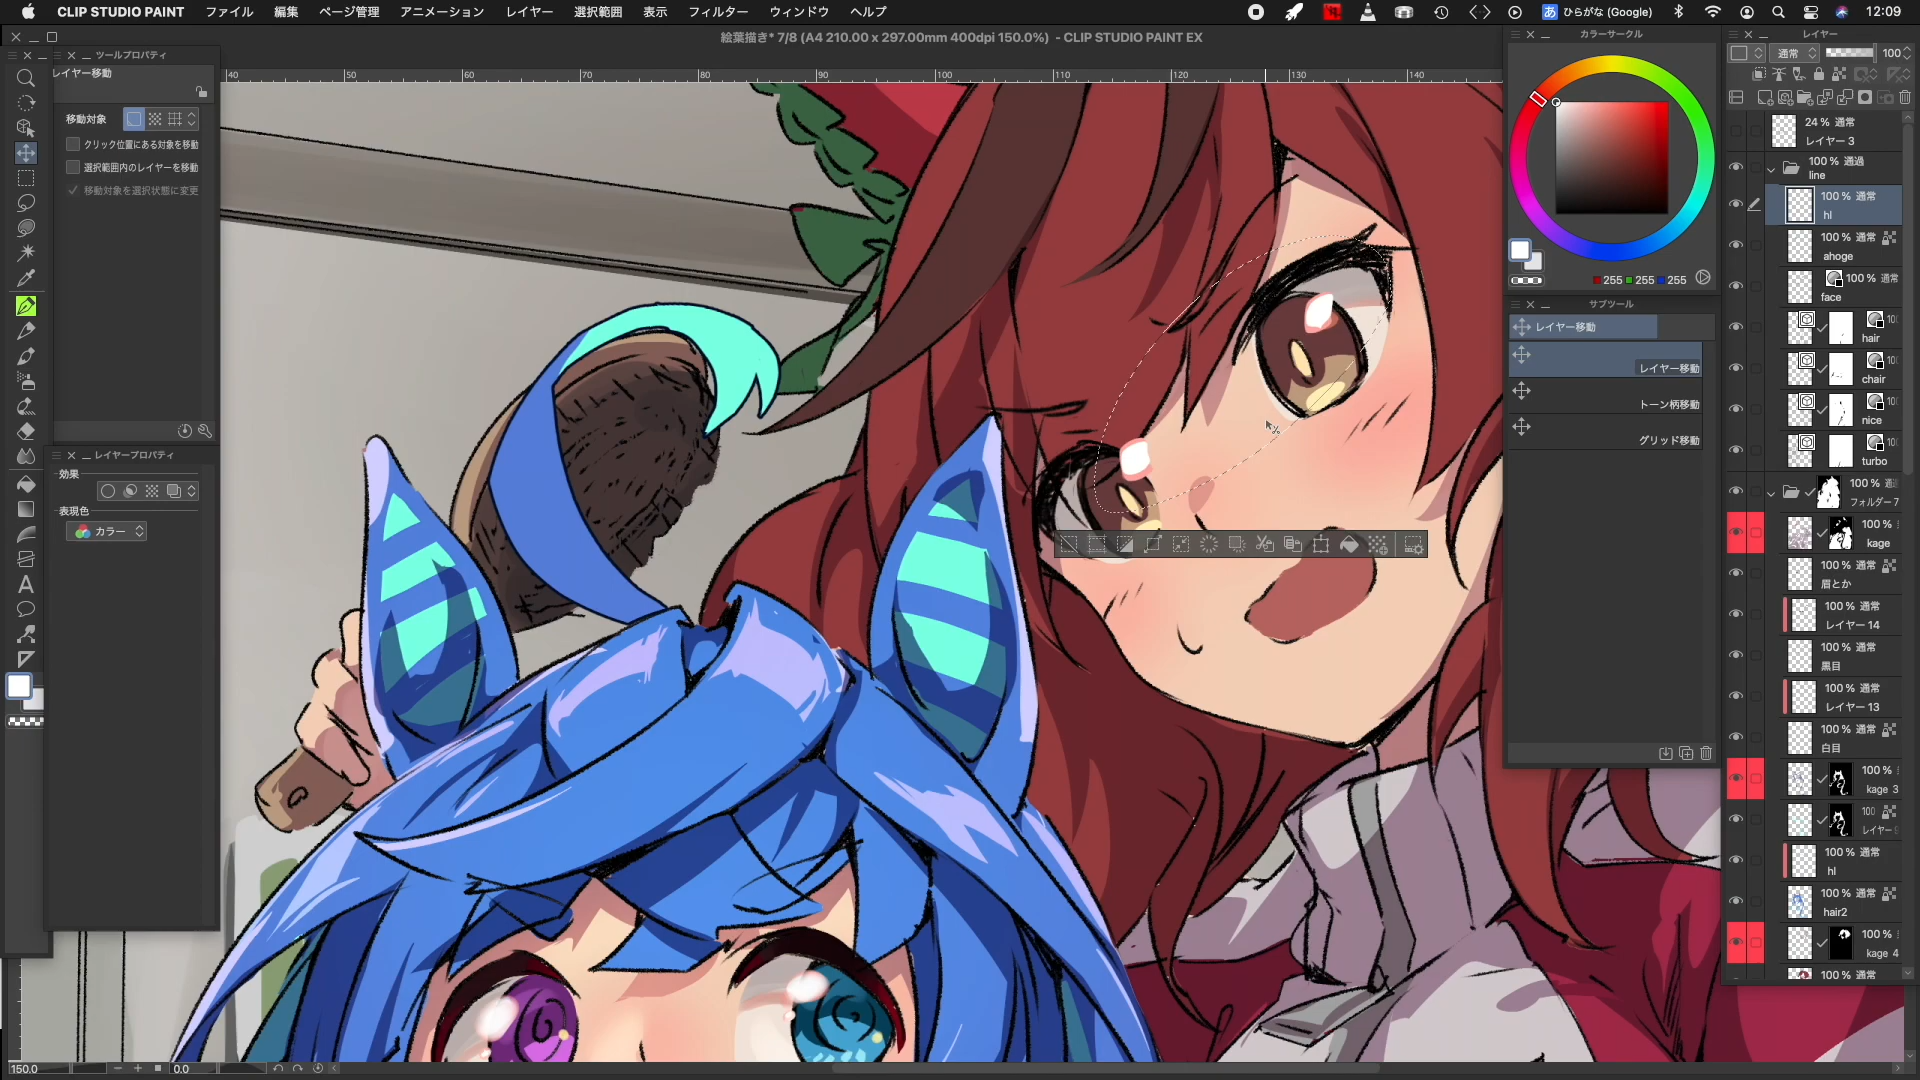 CLIP STUDIO PAINT ファイル 編集 ページ管理 アニメーション レイヤー 選択範囲 表示 フィルター ウィンドウ ヘルプ
あ ひらがな (Google) 12:09
絵葉描き* 7/8 (A4 210.00 x 297.00mm 400dpi 150.0%) - CLIP STUDIO PAINT EX
ツールプロパティ
レイヤー移動
移動対象
クリック位置にある対象を移動
選択範囲内のレイヤーを移動
移動対象を選択状態に変更
レイヤープロパティ
効果
表現色
カラー
40 50 60 70 80 90 100 110 120 130 140
カラーサークル
255 255 255
サブツール
レイヤー移動
レイヤー移動
トーン柄移動
グリッド移動
レイヤー
通常 100
24 % 通常
レイヤー 3
100 % 通過
line
100 % 通常
hl
100 % 通常
ahoge
100 % 通常
face
hair
chair
nice
turbo
フォルダー 7
100 %
kage
100 % 通常
眉とか
100 % 通常
レイヤー 14
100 % 通常
黒目
100 % 通常
レイヤー 13
100 % 通常
白目
100 %
kage 3
100
100 % 通常
hl
100 % 通常
hair2
100 %
kage 4
100 % 通常
150.0 0.0